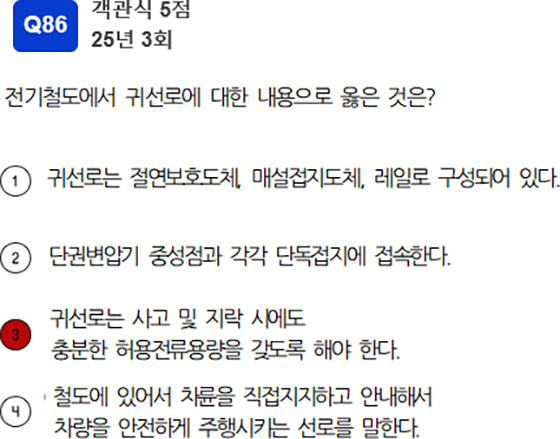 Q86
객관식 5점
25년 3회
전기철도에서 귀선로에 대한 내용으로 옳은 것은?
1 귀선로는 절연보호도체, 매설접지도체, 레일로 구성되어 있다.
2 단권변압기 중성점과 각각 단독접지에 접속한다.
3 귀선로는 사고 및 지락 시에도
충분한 허용전류용량을 갖도록 해야 한다.
4 철도에 있어서 차륜을 직접지지하고 안내해서
차량을 안전하게 주행시키는 선로를 말한다.